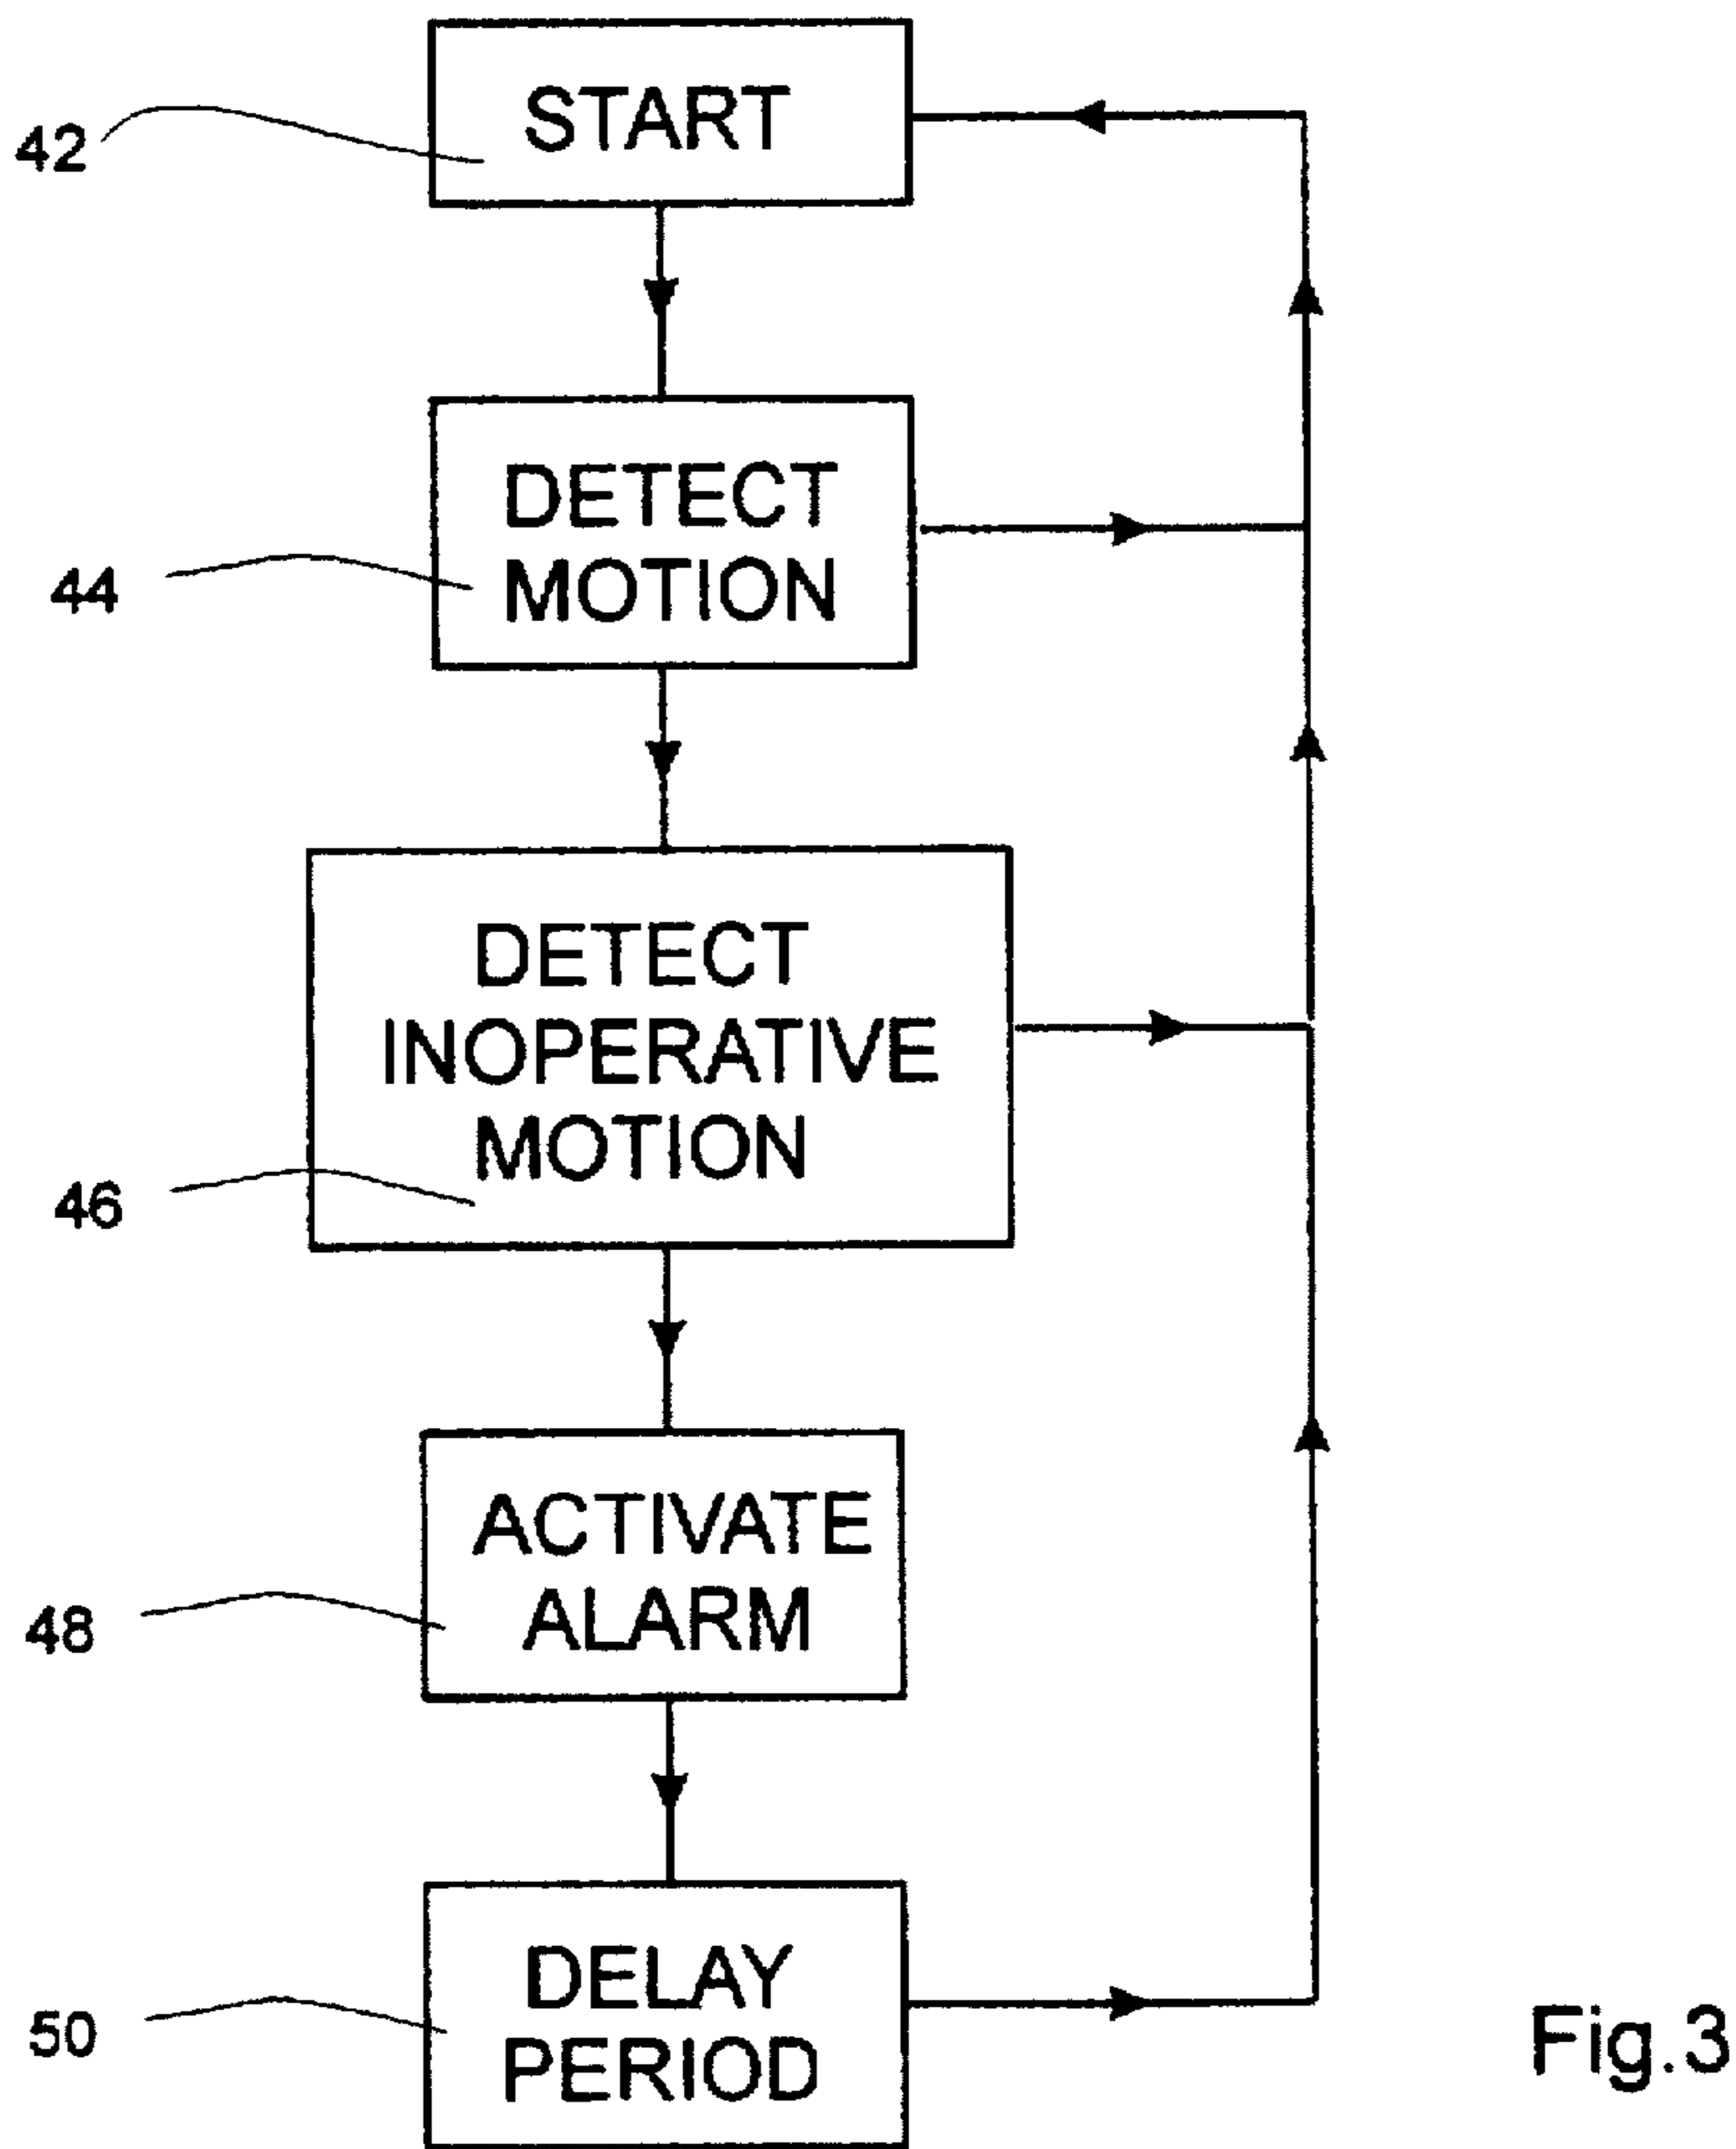 START
42
DETECT
MOTION
44
DETECT
INOPERATIVE
MOTION
46
ACTIVATE
ALARM
48
DELAY
PERIOD
50
Fig.3